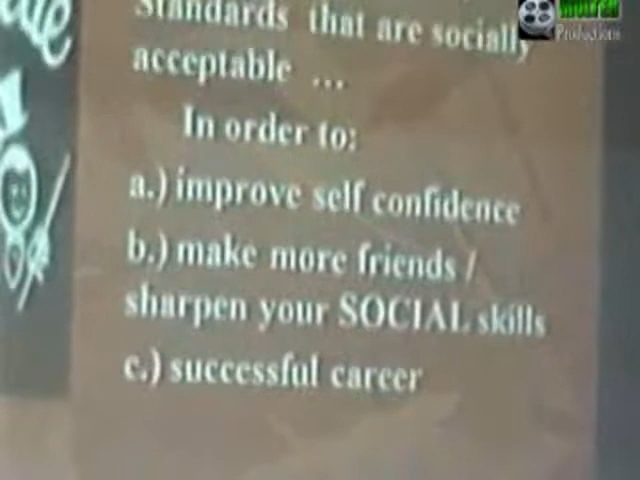 Standards that are socially
acceptable ...
In order to:
a.) improve self confidence
b.) make more friends /
sharpen your SOCIAL skills
c.) successful career
Productions